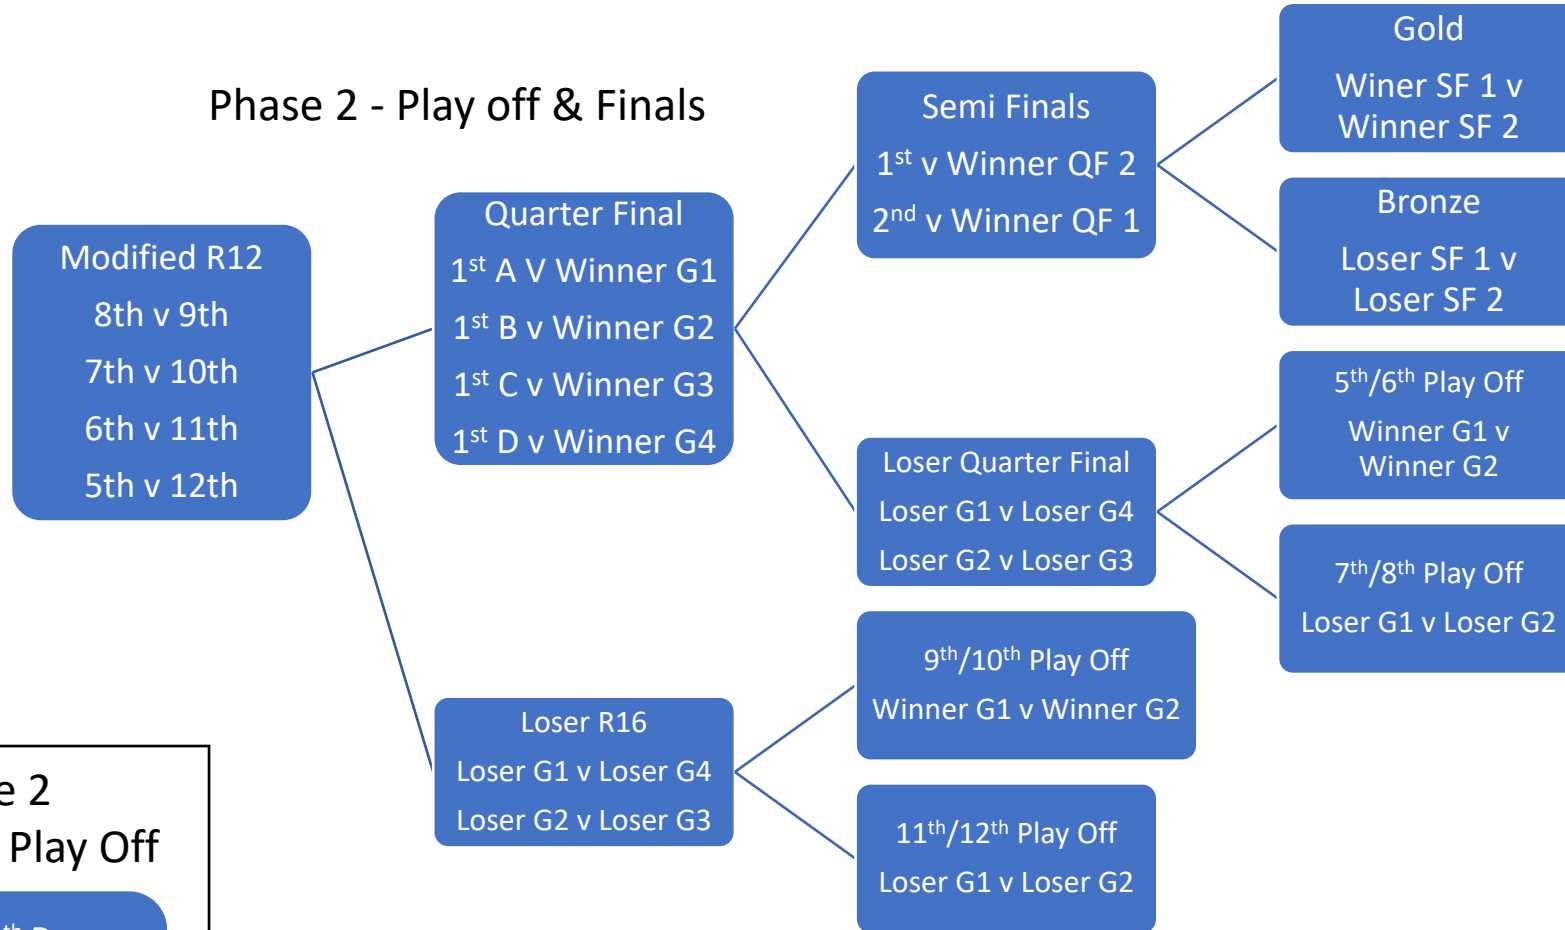 Phase 2 - Play off & Finals
Modified R12
8th v 9th
7th v 10th
6th v 11th
5th v 12th
Quarter Final
1st A V Winner G1
1st B v Winner G2
1st C v Winner G3
1st D v Winner G4
Semi Finals
1st v Winner QF 2
2nd v Winner QF 1
Gold
Winer SF 1 v
Winner SF 2
Bronze
Loser SF 1 v
Loser SF 2
Loser Quarter Final
Loser G1 v Loser G4
Loser G2 v Loser G3
5th/6th Play Off
Winner G1 v
Winner G2
7th/8th Play Off
Loser G1 v Loser G2
Loser R16
Loser G1 v Loser G4
Loser G2 v Loser G3
9th/10th Play Off
Winner G1 v Winner G2
11th/12th Play Off
Loser G1 v Loser G2
e 2
Play Off